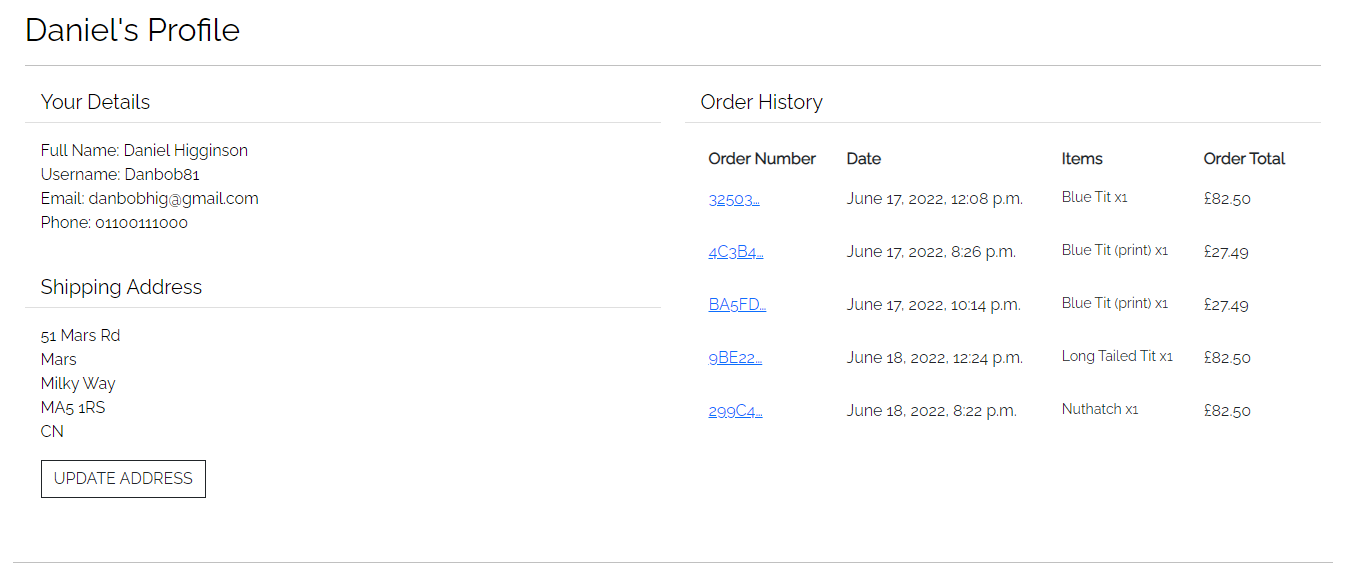 Daniel's Profile
Your Details
Full Name: Daniel Higginson
Username: Danbob81
Email: danbobhig@gmail.com
Phone: 01100111000
Shipping Address
51 Mars Rd
Mars
Milky Way
MA5 1RS
CN
UPDATE ADDRESS
Order History
Order Number Date Items Order Total
32503... June 17, 2022, 12:08 p.m. Blue Tit x1 £82.50
4C3B4... June 17, 2022, 8:26 p.m. Blue Tit (print) x1 £27.49
BA5FD... June 17, 2022, 10:14 p.m. Blue Tit (print) x1 £27.49
9BE22... June 18, 2022, 12:24 p.m. Long Tailed Tit x1 £82.50
299C4... June 18, 2022, 8:22 p.m. Nuthatch x1 £82.50